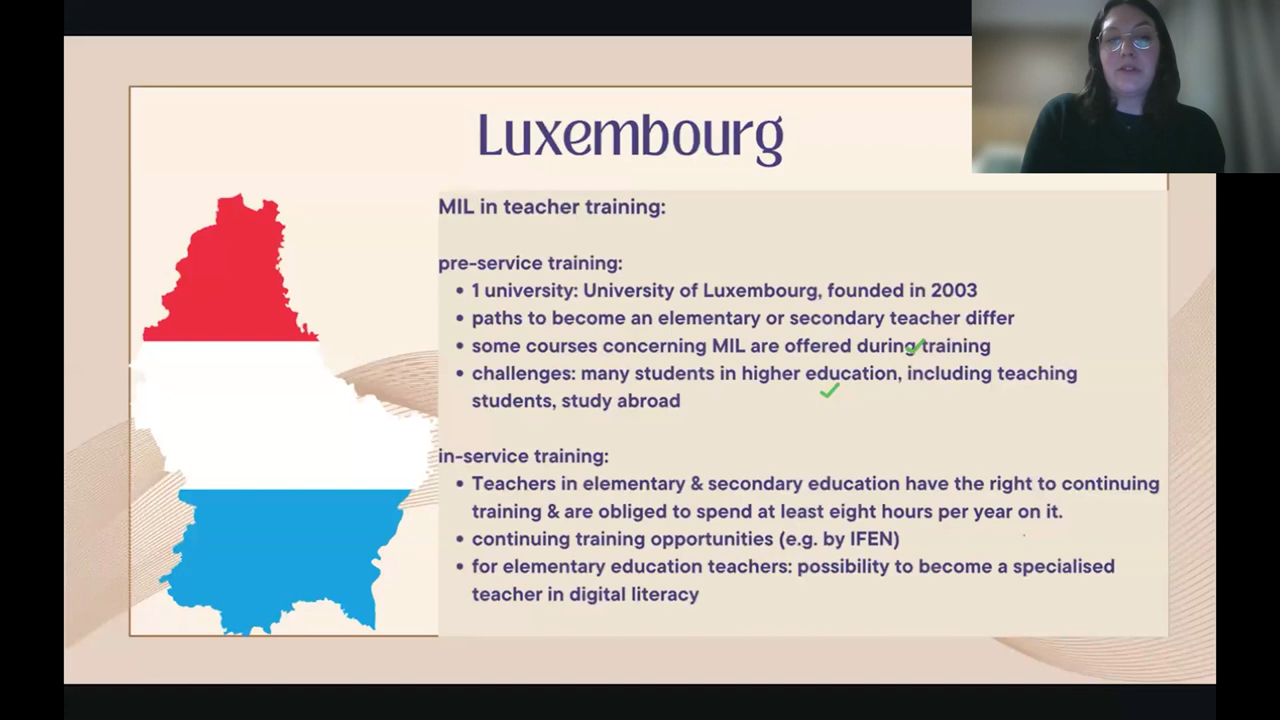 Luxembourg
MIL in teacher training:
pre-service training:
• 1 university: University of Luxembourg, founded in 2003
• paths to become an elementary or secondary teacher differ
• some courses concerning MIL are offered during training
• challenges: many students in higher education, including teaching
students, study abroad
in-service training:
• Teachers in elementary & secondary education have the right to continuing
training & are obliged to spend at least eight hours per year on it.
• continuing training opportunities (e.g. by IFEN)
• for elementary education teachers: possibility to become a specialised
teacher in digital literacy